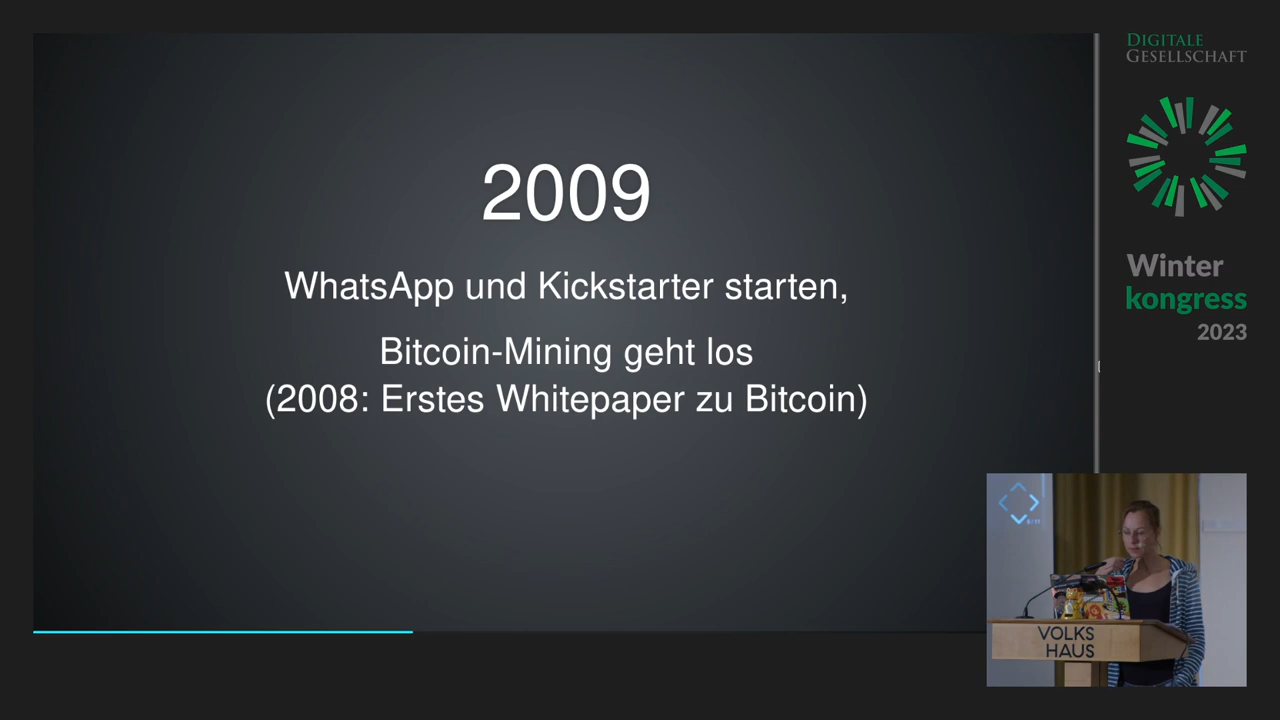 2009
WhatsApp und Kickstarter starten,
Bitcoin-Mining geht los
(2008: Erstes Whitepaper zu Bitcoin)
DIGITALE
GESELLSCHAFT
Winter
kongress
2023
VOLKS
HAUS